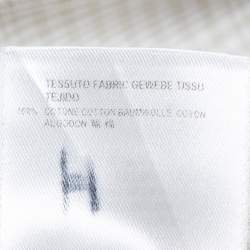 TESSUTO FABRIC GEWEBE TISSU
TEJIDO
100% COTONE COTTON BAUMWOLLE COTON
ALGODON 綿 棉
H